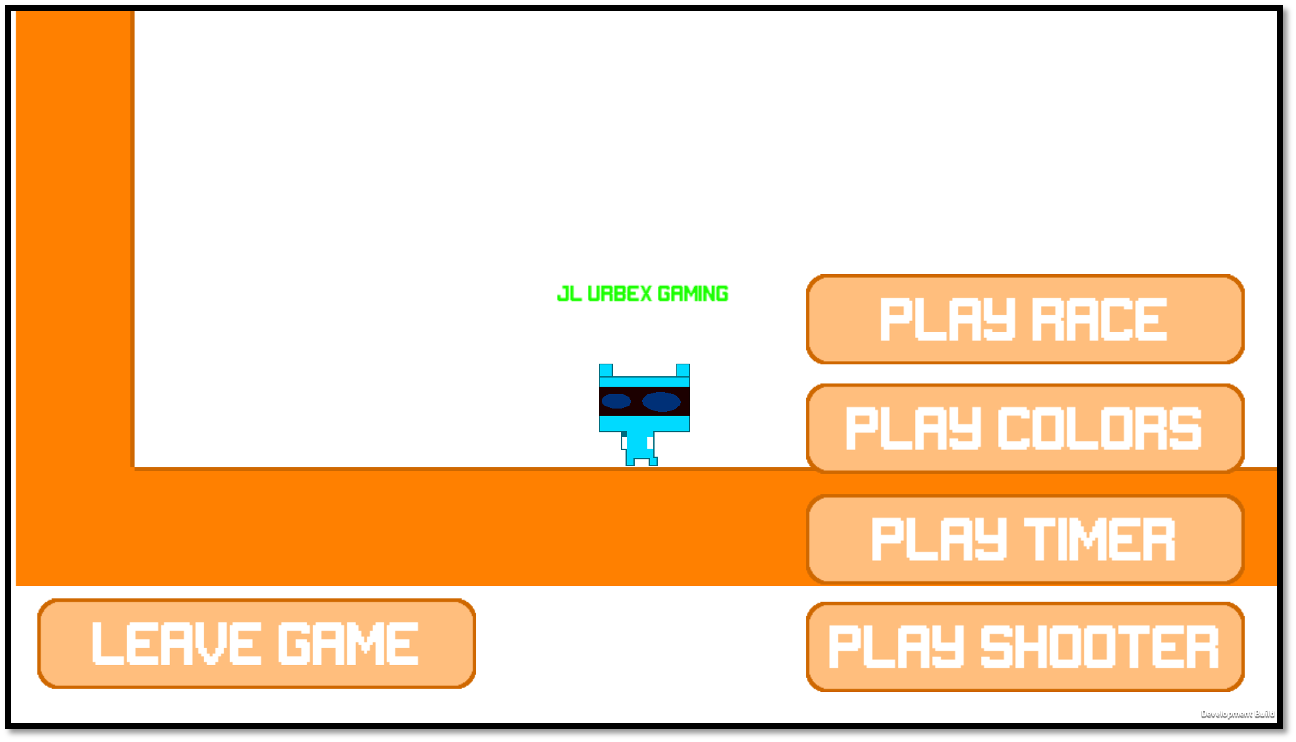 JL URBEX GAMING
PLAY RACE
PLAY COLORS
PLAY TIMER
LEAVE GAME
PLAY SHOOTER
Development Build